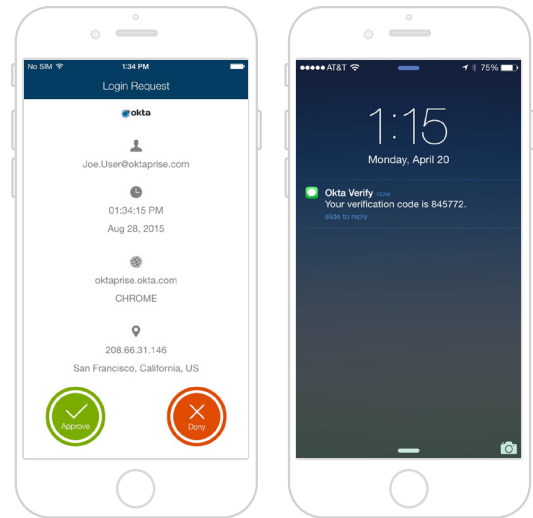 No SIM 1:34 PM
Login Request
okta
Joe.User@oktaprise.com
01:34:15 PM
Aug 28, 2015
oktaprise.okta.com
CHROME
208.66.31.146
San Francisco, California, US
Approve
Deny
AT&T 75%
1:15
Monday, April 20
Okta Verify now
Your verification code is 845772.
slide to reply